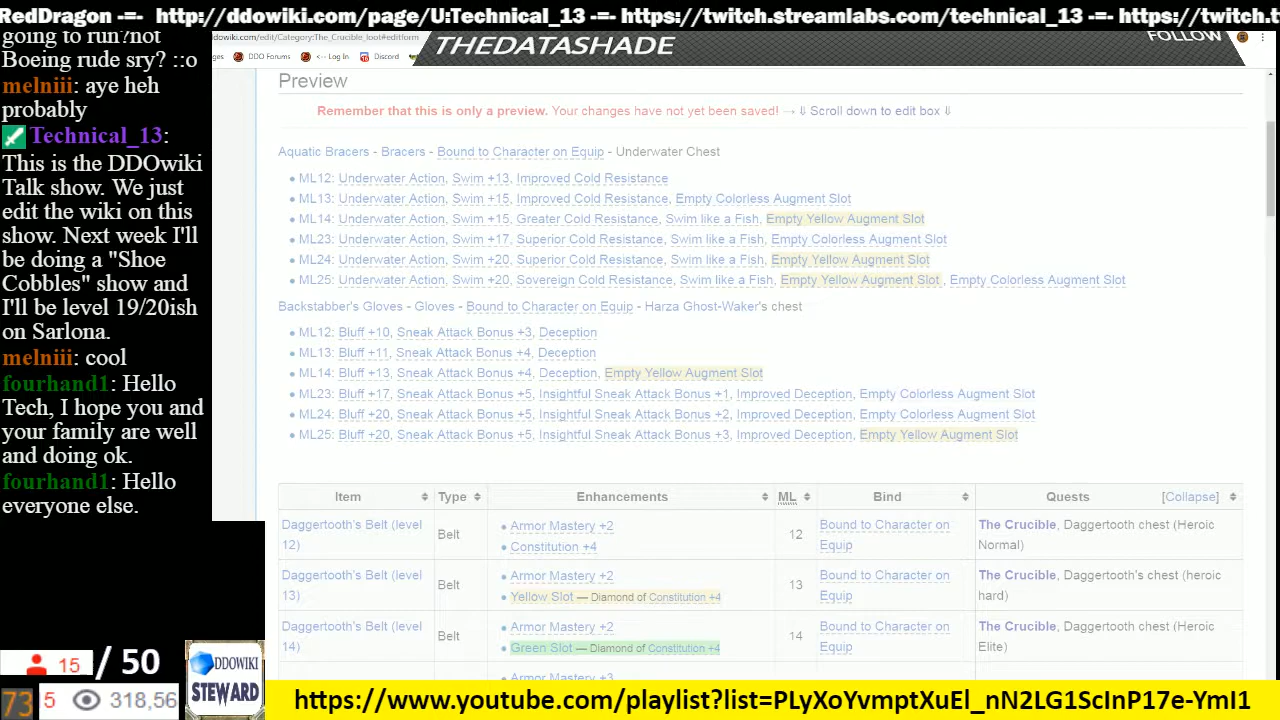 RedDragon -=- http://ddowiki.com/page/U:Technical_13 -=- https://twitch.streamlabs.com/technical_13 -=- https://twitch.t
going to run?not
Boeing rude sry? ::o
melniii: aye heh
probably
Technical_13:
This is the DDOwiki
Talk show. We just
edit the wiki on this
show. Next week I'll
be doing a "Shoe
Cobbles" show and
I'll be level 19/20ish
on Sarlona.
melniii: cool
fourhand1: Hello
Tech, I hope you and
your family are well
and doing ok.
fourhand1: Hello
everyone else.
15 / 50
DDOWIKI
STEWARD
73 5 318,56
dowiki.com/edit/Category:The_Crucible_loot#editform
THEDATASHADE
FOLLOW
ges DDO Forums <-- Log In Discord
Preview
Remember that this is only a preview. Your changes have not yet been saved! → ⇓ Scroll down to edit box ⇓
Aquatic Bracers - Bracers - Bound to Character on Equip - Underwater Chest
ML12: Underwater Action, Swim +13, Improved Cold Resistance
ML13: Underwater Action, Swim +15, Improved Cold Resistance, Empty Colorless Augment Slot
ML14: Underwater Action, Swim +15, Greater Cold Resistance, Swim like a Fish, Empty Yellow Augment Slot
ML23: Underwater Action, Swim +17, Superior Cold Resistance, Swim like a Fish, Empty Colorless Augment Slot
ML24: Underwater Action, Swim +20, Superior Cold Resistance, Swim like a Fish, Empty Yellow Augment Slot
ML25: Underwater Action, Swim +20, Sovereign Cold Resistance, Swim like a Fish, Empty Yellow Augment Slot, Empty Colorless Augment Slot
Backstabber's Gloves - Gloves - Bound to Character on Equip - Harza Ghost-Waker's chest
ML12: Bluff +10, Sneak Attack Bonus +3, Deception
ML13: Bluff +11, Sneak Attack Bonus +4, Deception
ML14: Bluff +13, Sneak Attack Bonus +4, Deception, Empty Yellow Augment Slot
ML23: Bluff +17, Sneak Attack Bonus +5, Insightful Sneak Attack Bonus +1, Improved Deception, Empty Colorless Augment Slot
ML24: Bluff +20, Sneak Attack Bonus +5, Insightful Sneak Attack Bonus +2, Improved Deception, Empty Colorless Augment Slot
ML25: Bluff +20, Sneak Attack Bonus +5, Insightful Sneak Attack Bonus +3, Improved Deception, Empty Yellow Augment Slot
Item Type Enhancements ML Bind Quests [Collapse]
Daggertooth's Belt (level 12) Belt Armor Mastery +2 Constitution +4 12 Bound to Character on Equip The Crucible, Daggertooth chest (Heroic Normal)
Daggertooth's Belt (level 13) Belt Armor Mastery +2 Yellow Slot — Diamond of Constitution +4 13 Bound to Character on Equip The Crucible, Daggertooth's chest (heroic hard)
Daggertooth's Belt (level 14) Belt Armor Mastery +2 Green Slot — Diamond of Constitution +4 14 Bound to Character on Equip The Crucible, Daggertooth chest (Heroic Elite)
Armor Mastery +3
https://www.youtube.com/playlist?list=PLyXoYvmptXuEl_nN2LG1ScInP17e-YmI1